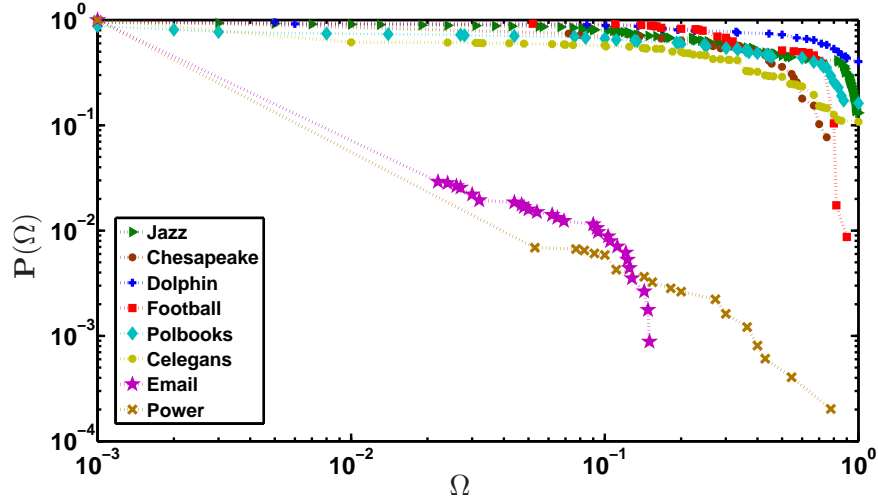 10^0
10^-1
10^-2
10^-3
10^-4
P(Ω)
Jazz
Chesapeake
Dolphin
Football
Polbooks
Celegans
Email
Power
10^-3
10^-2
10^-1
10^0
Ω